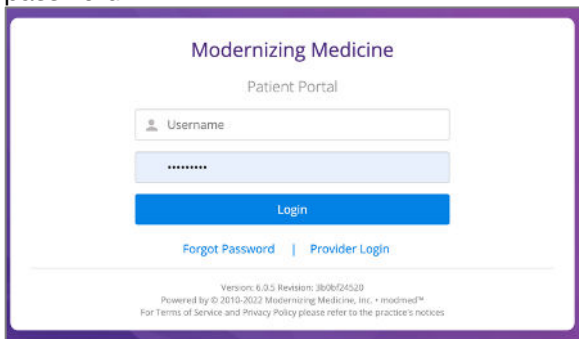 Modernizing Medicine
Patient Portal
Username
•••••••••
Login
Forgot Password | Provider Login
Version: 6.0.5 Revision: 3b0bf24520
Powered by © 2010-2022 Modernizing Medicine, Inc. • modmed™
For Terms of Service and Privacy Policy please refer to the practice's notices